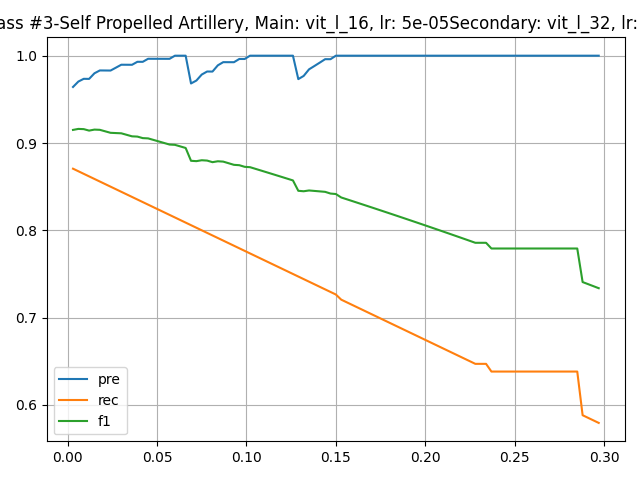 ass #3-Self Propelled Artillery, Main: vit_l_16, lr: 5e-05Secondary: vit_l_32, lr:
1.0
0.9
0.8
0.7
0.6
pre
rec
f1
0.00 0.05 0.10 0.15 0.20 0.25 0.30